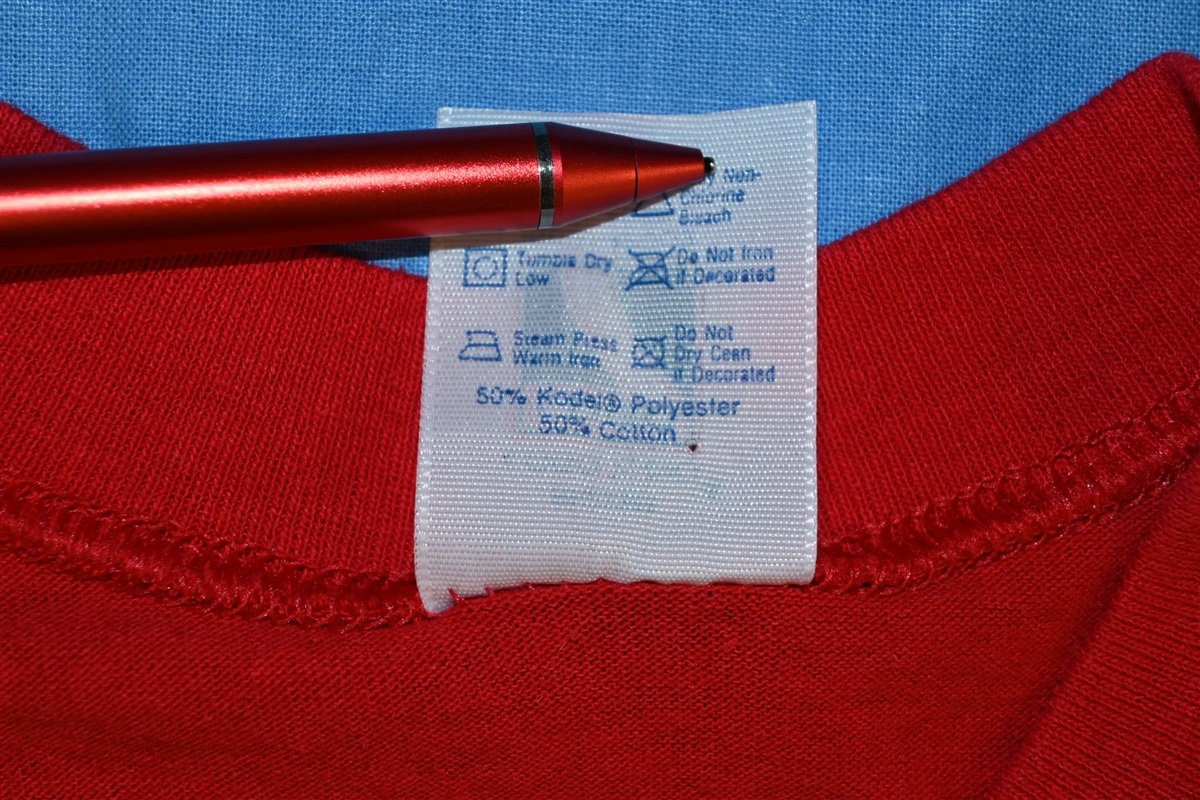 Non-
Chlorine
Bleach
Tumble Dry
Low
Do Not Iron
if Decorated
Steam Press
Warm Iron
Do Not
Dry Cean
if Decorated
50% Kodel® Polyester
50% Cotton